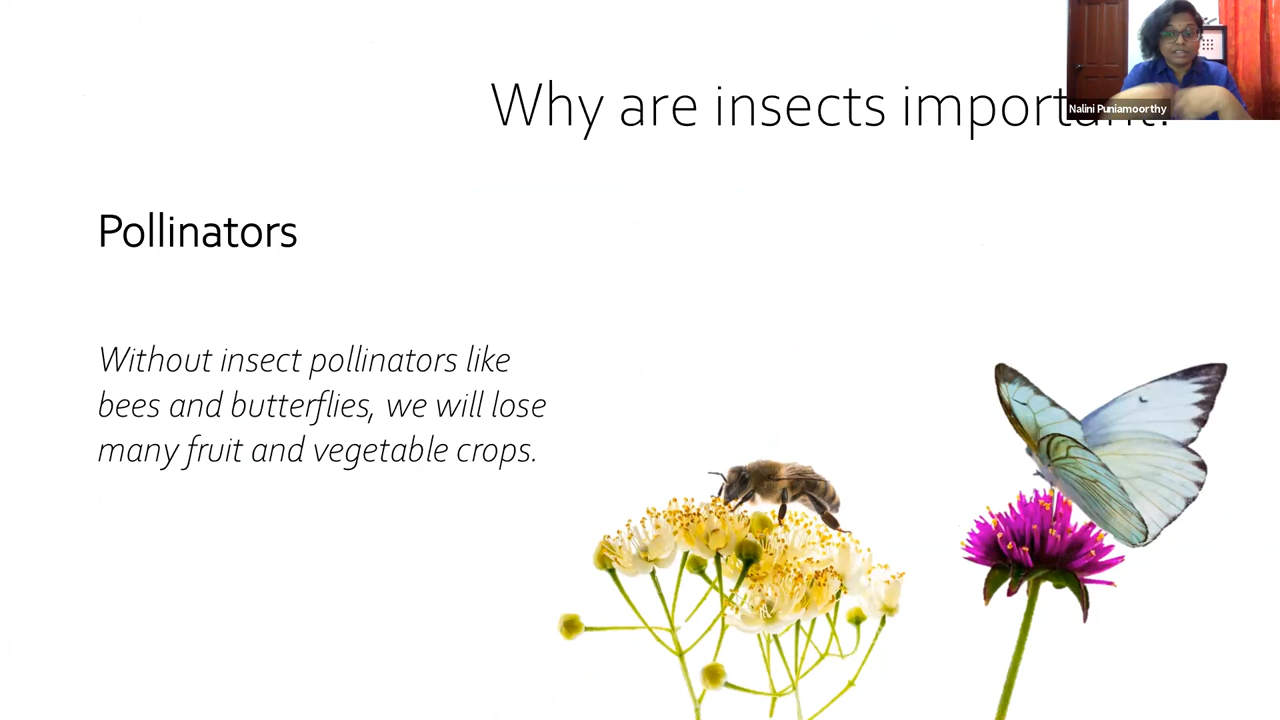 Why are insects important?
Nalini Puniamoorthy
Pollinators
Without insect pollinators like
bees and butterflies, we will lose
many fruit and vegetable crops.